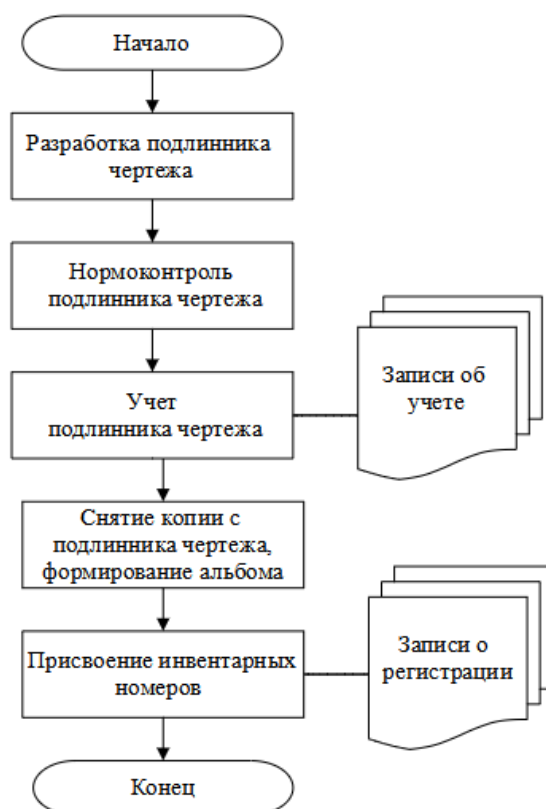 Начало
Разработка подлинника
чертежа
Нормоконтроль
подлинника чертежа
Учет
подлинника чертежа
Записи об
учете
Снятие копии с
подлинника чертежа,
формирование альбома
Присвоение инвентарных
номеров
Записи о
регистрации
Конец